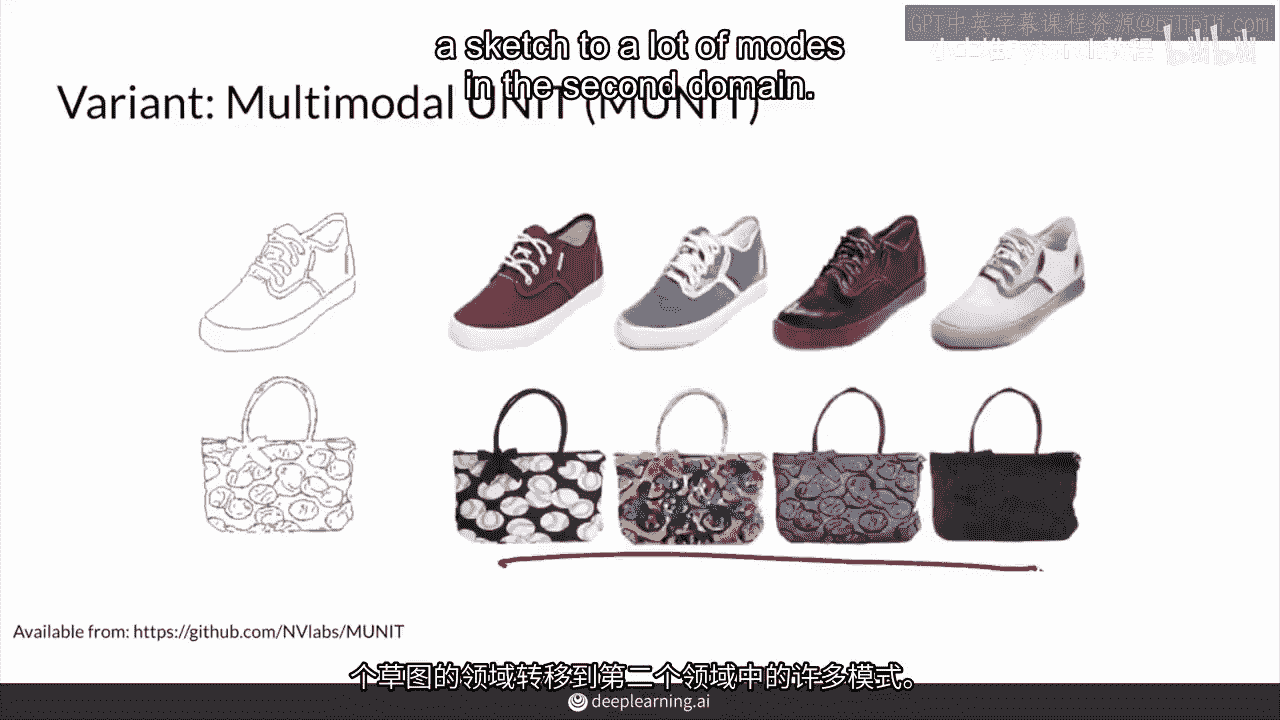 GPT中英字幕课程资源@bilibili.com
a sketch to a lot of modes
in the second domain.
bilibili
Variant: Multimodal UNIT (MUNIT)
Available from: https://github.com/NVlabs/MUNIT
个草图的领域转移到第二个领域中的许多模式。
deeplearning.ai